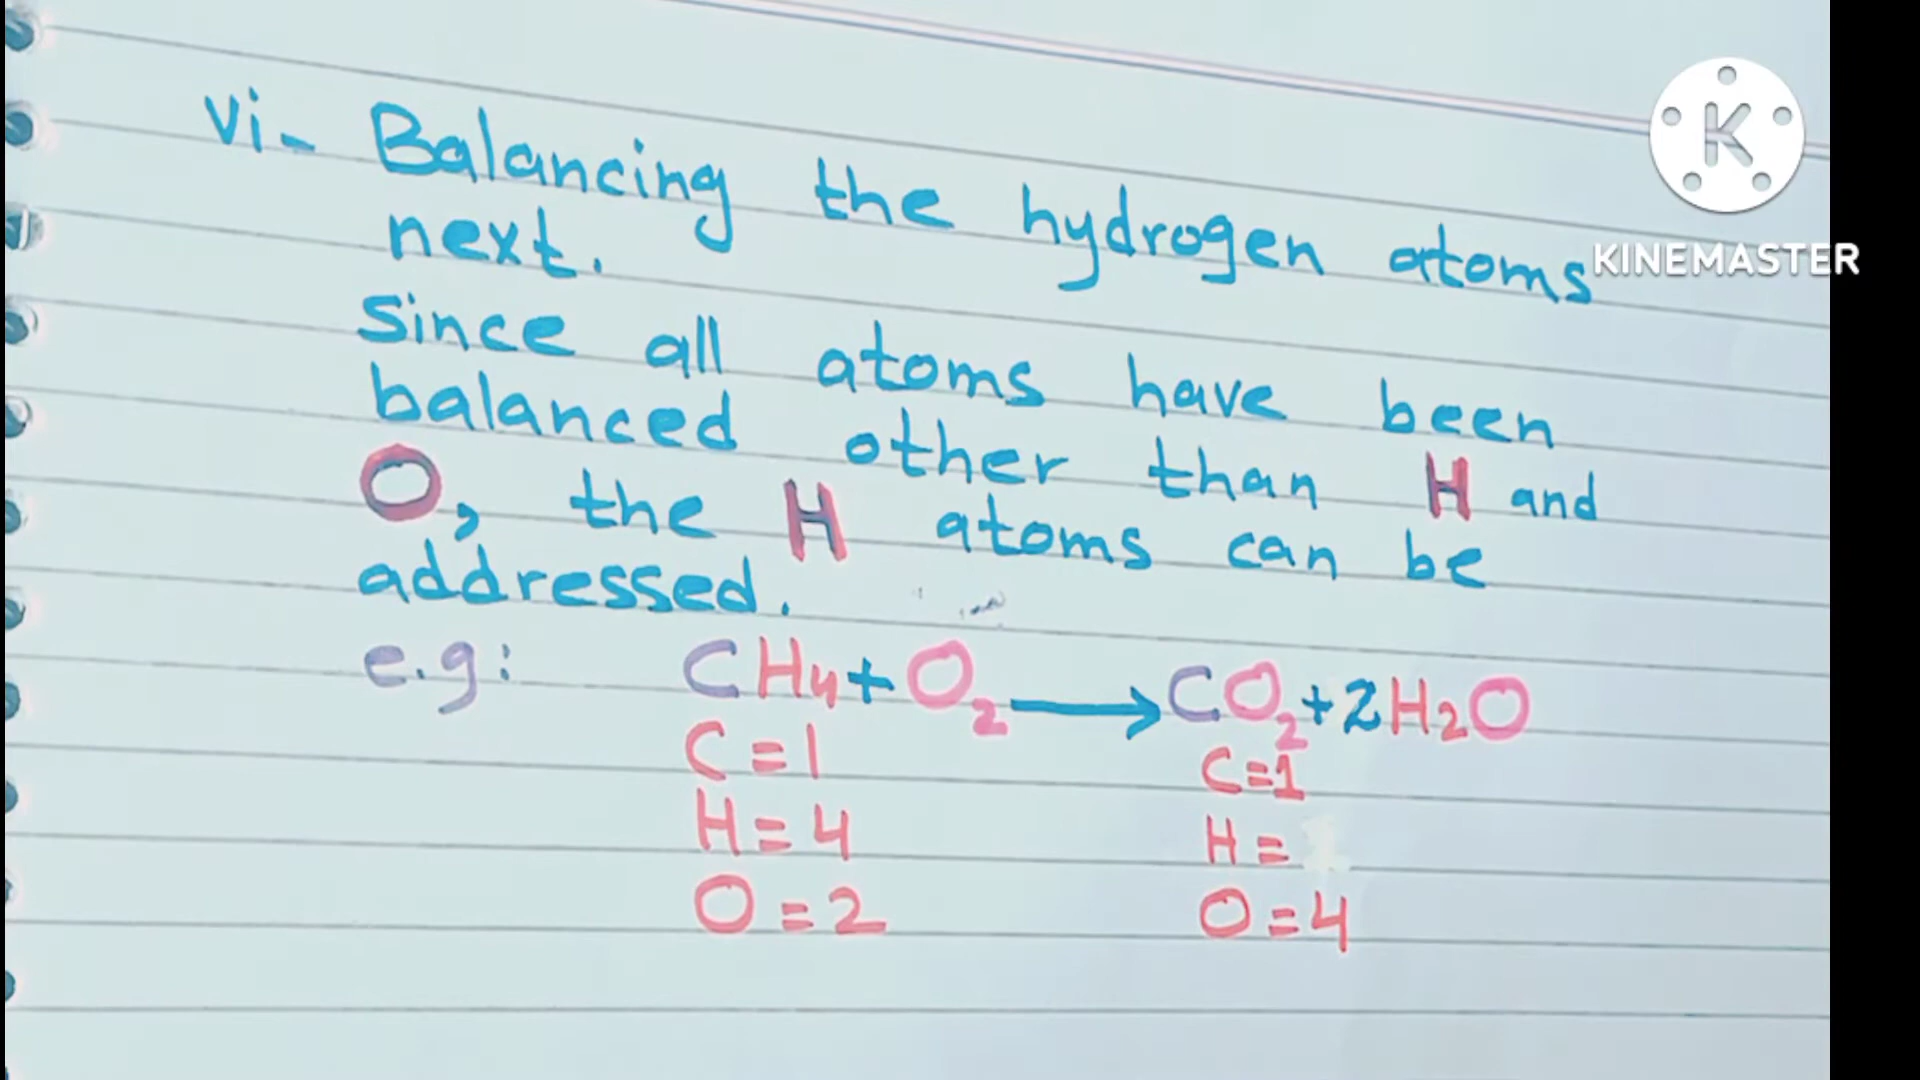 vi- Balancing the hydrogen atoms
next.
Since all atoms have been
balanced other than H and
O, the H atoms can be
addressed.
e.g: CH₄ + O₂ → CO₂ + 2H₂O
C = 1 C = 1
H = 4 H =
O = 2 O = 4
K
KINEMASTER